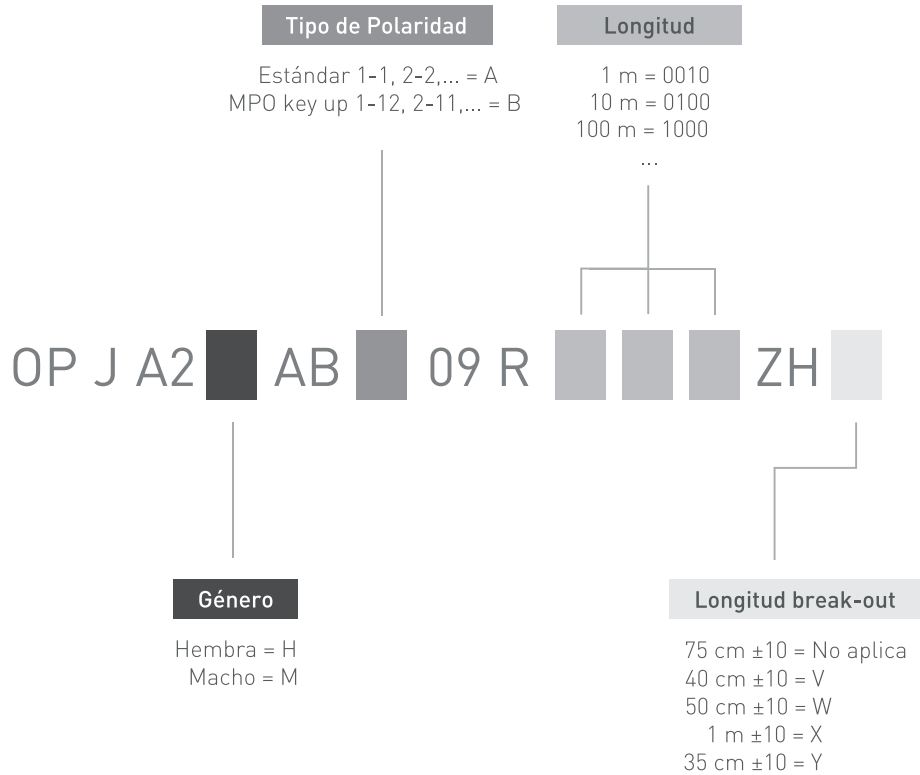 Tipo de Polaridad
Estándar 1-1, 2-2,... = A
MPO key up 1-12, 2-11,... = B
Longitud
1 m = 0010
10 m = 0100
100 m = 1000
...
OP J A2 AB 09 R ZH
Género
Hembra = H
Macho = M
Longitud break-out
75 cm ±10 = No aplica
40 cm ±10 = V
50 cm ±10 = W
1 m ±10 = X
35 cm ±10 = Y